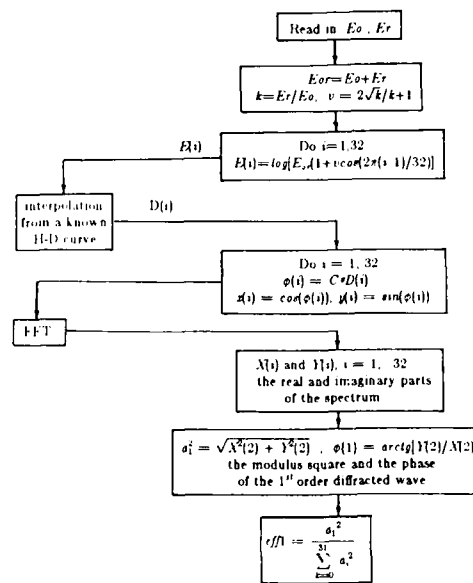 Read in Eo , Er
Eor=Eo+Er
k=Er/Eo, v = 2√k/k+1
Do i=1,32
E(i)=log[Eor(1+vcos(2π(i-1)/32)]
E(i)
interpolation
from a known
H-D curve
D(i)
Do i = 1, 32
φ(i) = C*D(i)
x(i) = cos(φ(i)), y(i) = sin(φ(i))
FFT
X(i) and Y(i), i = 1, 32
the real and imaginary parts
of the spectrum
a₁² = √X²(2) + Y²(2) , φ(1) = arctg[Y(2)/X(2)
the modulus square and the phase
of the 1st order diffracted wave
eff1 = a₁² / 31 ∑ k=0 aᵢ²